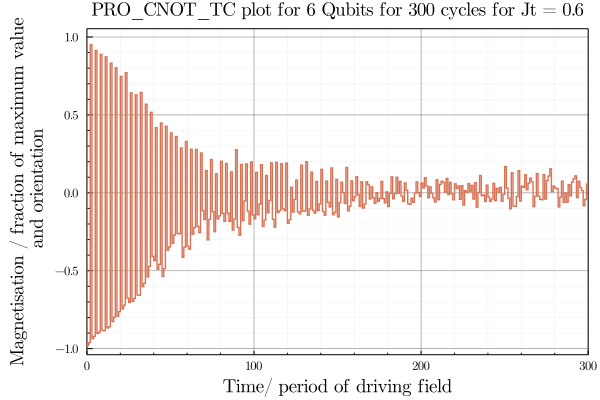 PRO_CNOT_TC plot for 6 Qubits for 300 cycles for Jt = 0.6
Magnetisation / fraction of maximum value
and orientation
1.0
0.5
0.0
−0.5
−1.0
0
100
200
300
Time/ period of driving field